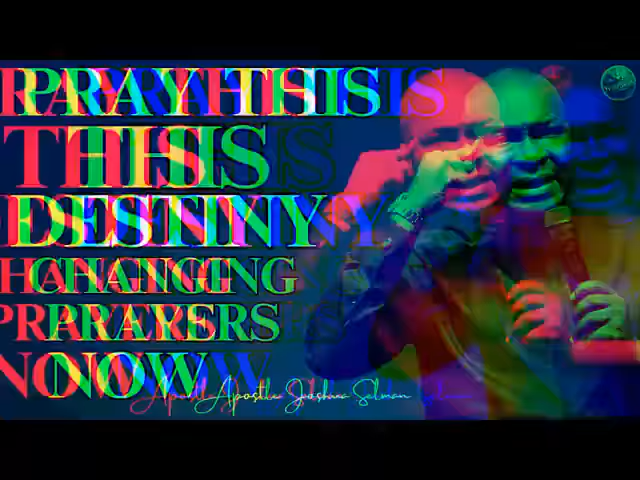 PRAY THIS
THIS
DESTINY
CHANGING
PRAYERS
NOW
Apostle Joshua Selman